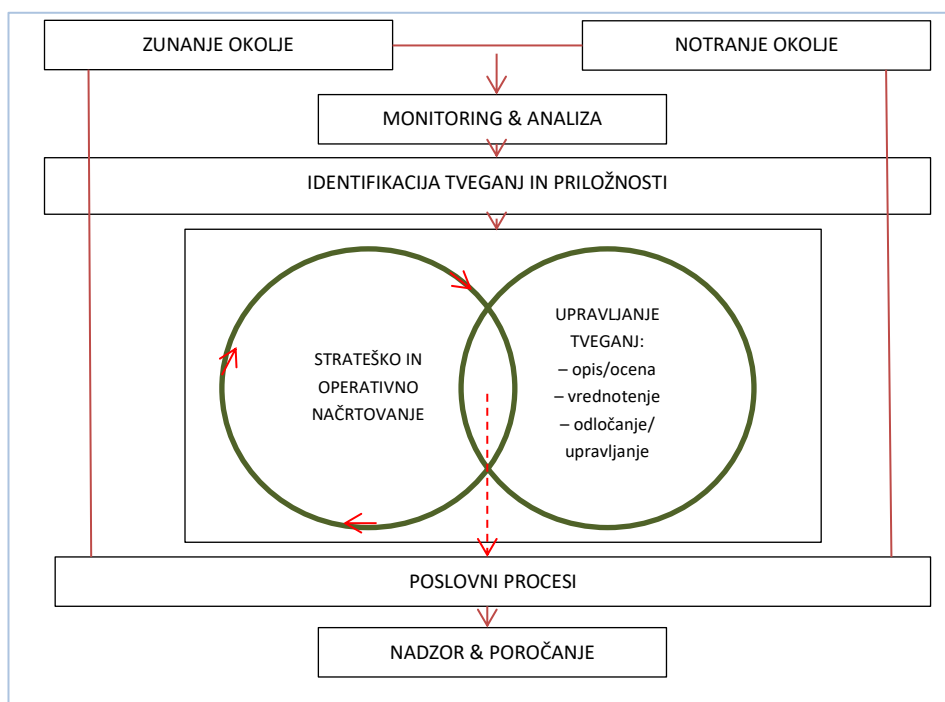 ZUNANJE OKOLJE
NOTRANJE OKOLJE
MONITORING & ANALIZA
IDENTIFIKACIJA TVEGANJ IN PRILOŽNOSTI
STRATEŠKO IN
OPERATIVNO
NAČRTOVANJE
UPRAVLJANJE
TVEGANJ:
– opis/ocena
– vrednotenje
– odločanje/
upravljanje
POSLOVNI PROCESI
NADZOR & POROČANJE